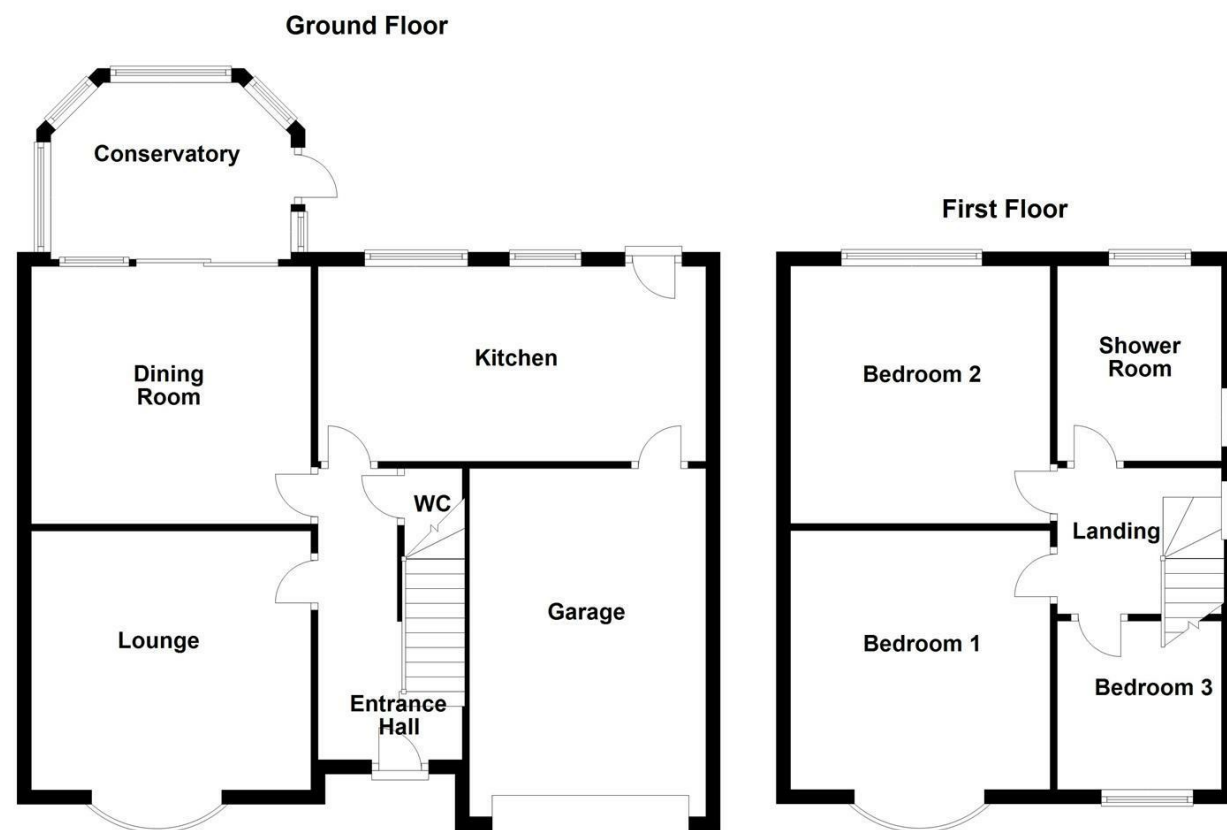 Ground Floor
Conservatory
Dining
Room
Kitchen
WC
Lounge
Garage
Entrance
Hall
First Floor
Bedroom 2
Shower
Room
Landing
Bedroom 1
Bedroom 3